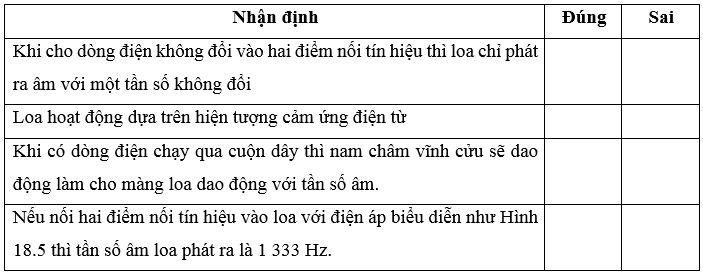 Nhận định Đúng Sai
Khi cho dòng điện không đổi vào hai điểm nối tín hiệu thì loa chỉ phát
ra âm với một tần số không đổi
Loa hoạt động dựa trên hiện tượng cảm ứng điện từ
Khi có dòng điện chạy qua cuộn dây thì nam châm vĩnh cửu sẽ dao
động làm cho màng loa dao động với tần số âm.
Nếu nối hai điểm nối tín hiệu vào loa với điện áp biểu diễn như Hình
18.5 thì tần số âm loa phát ra là 1 333 Hz.